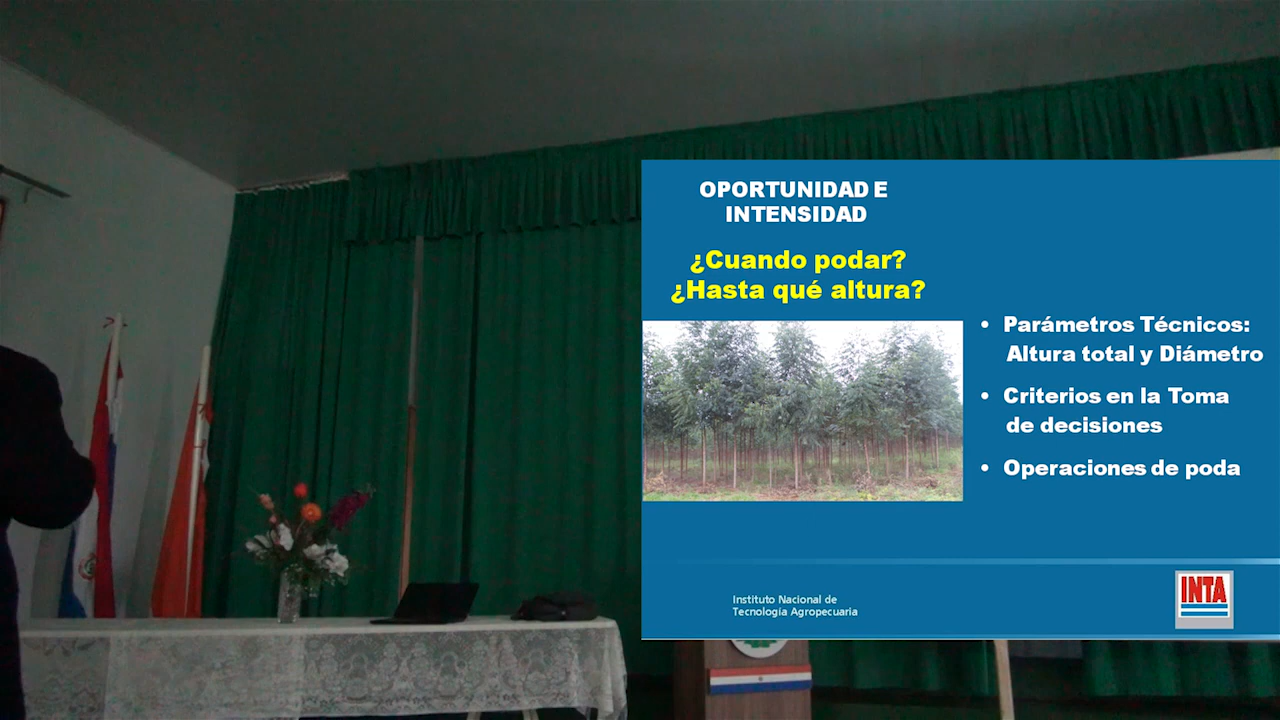 OPORTUNIDAD E
INTENSIDAD
¿Cuando podar?
¿Hasta qué altura?
• Parámetros Técnicos:
Altura total y Diámetro
• Criterios en la Toma
de decisiones
• Operaciones de poda
Instituto Nacional de
Tecnología Agropecuaria
INTA